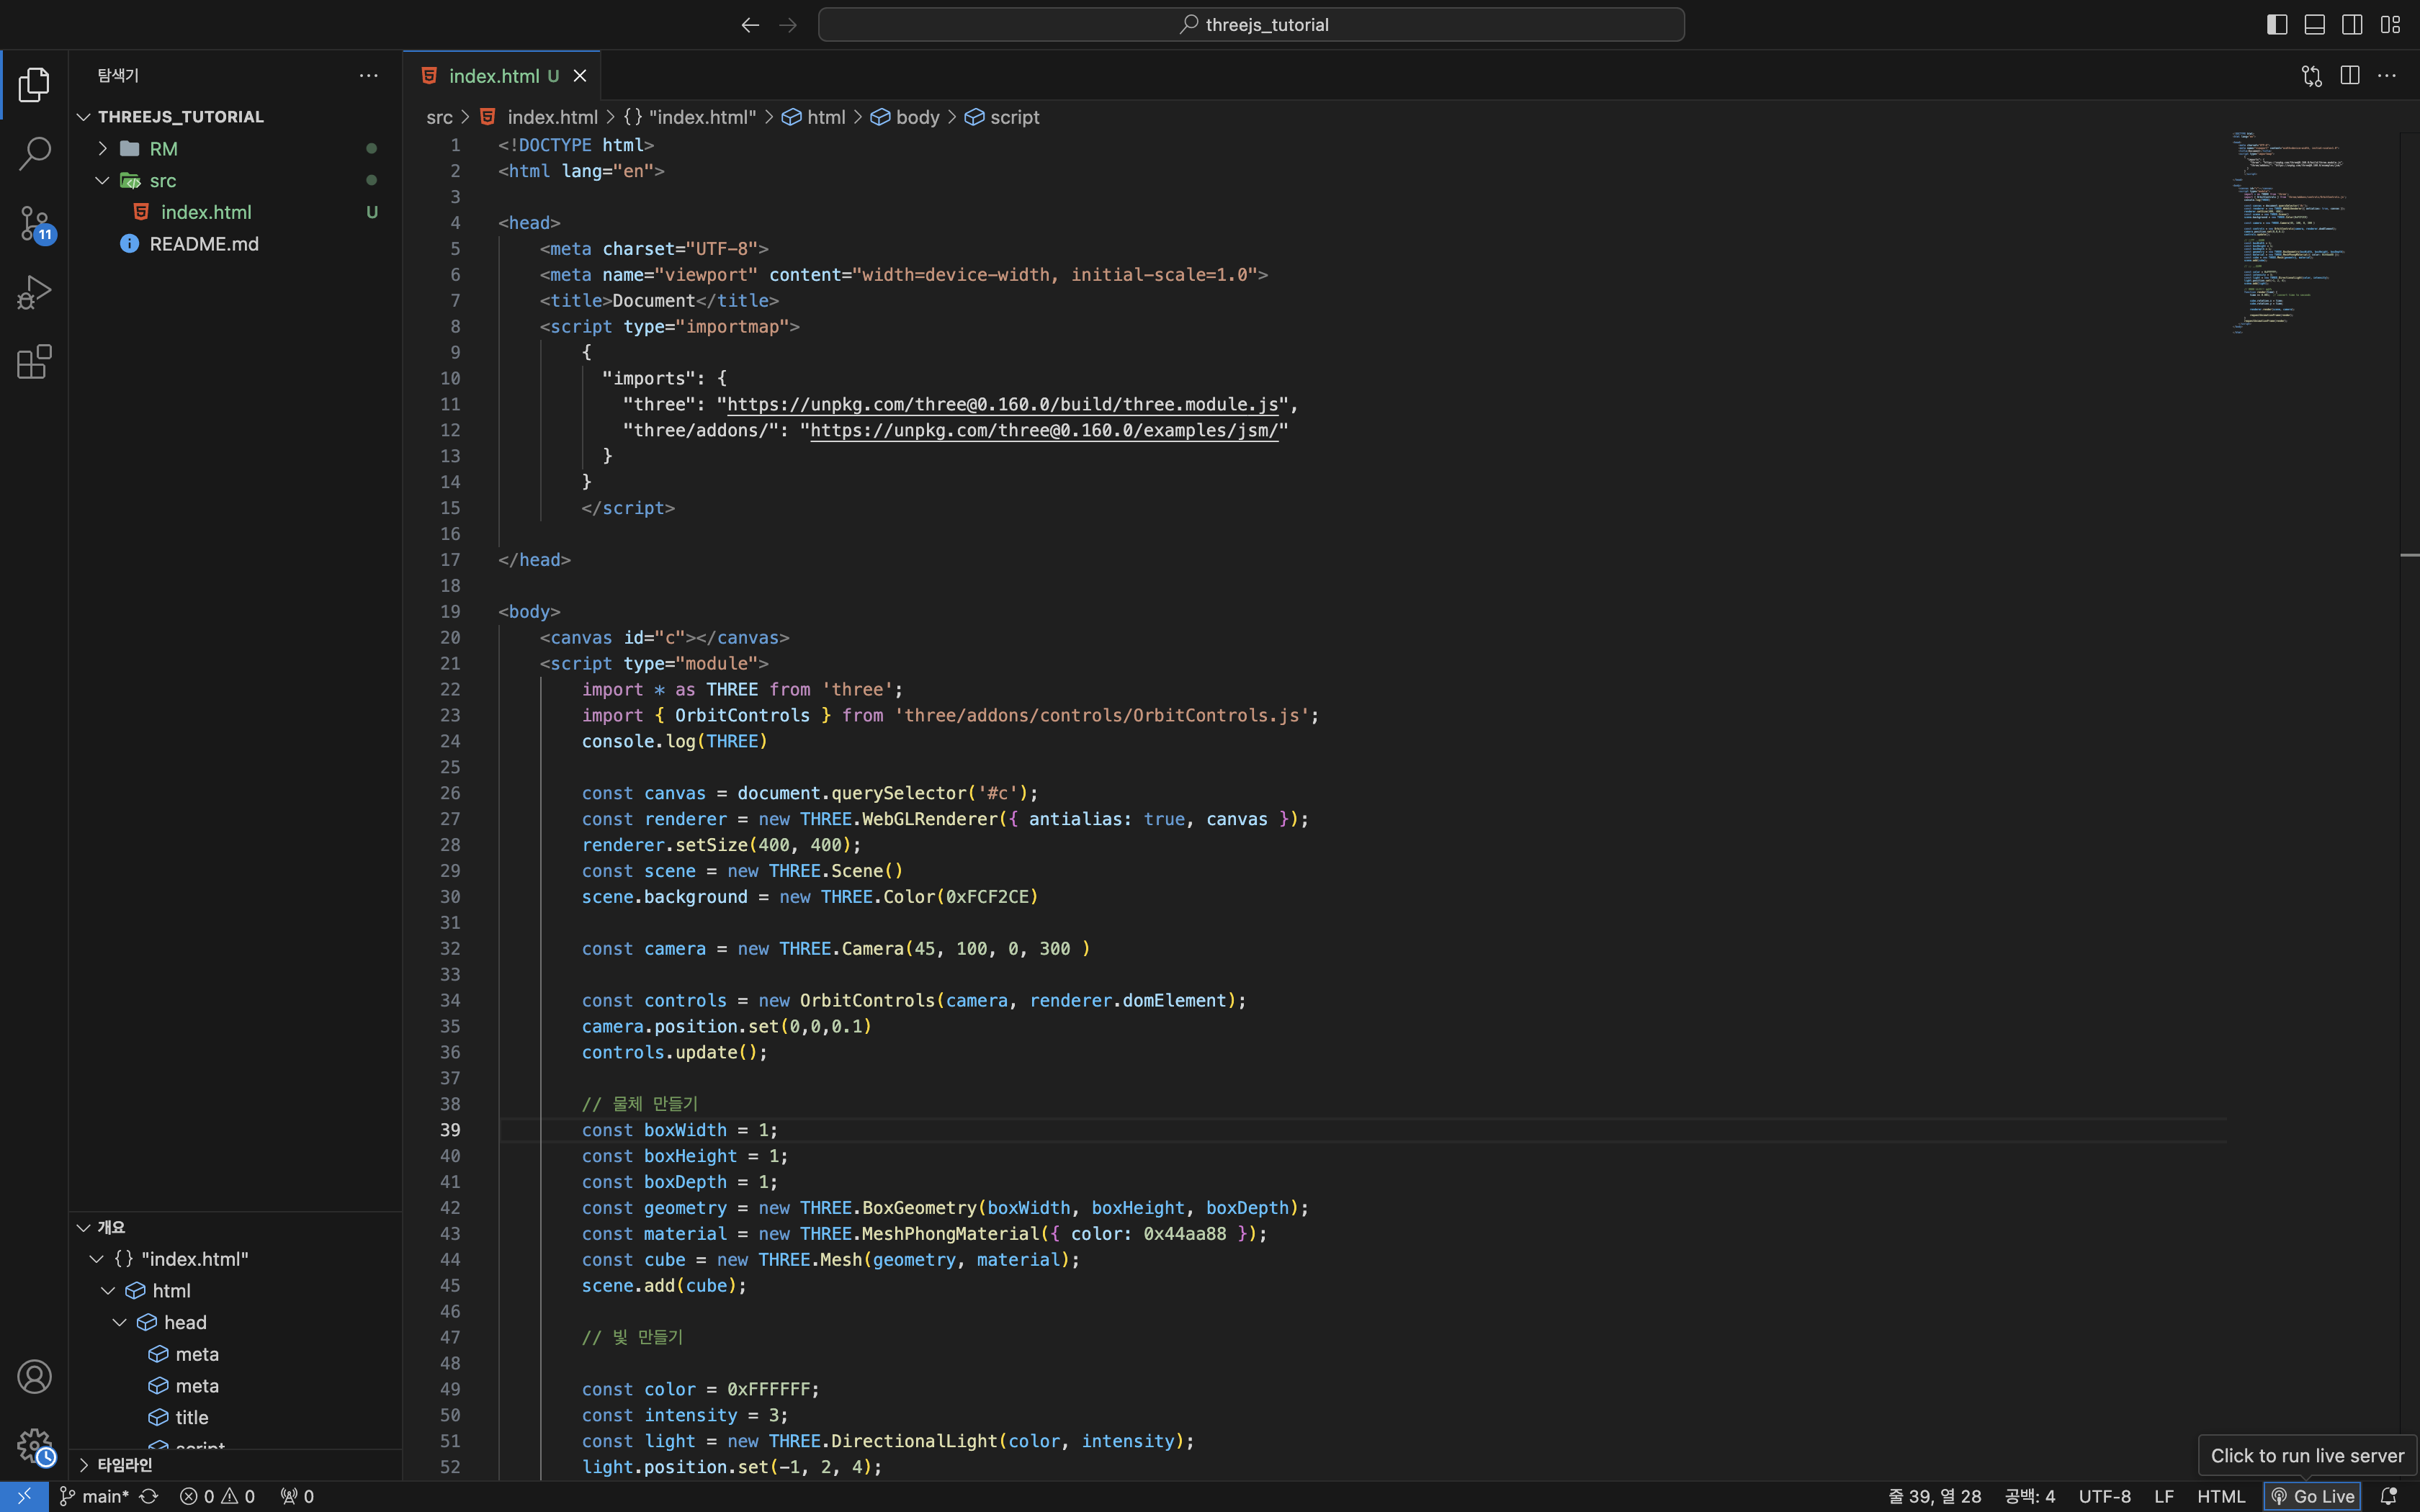 threejs_tutorial
탐색기
THREEJS_TUTORIAL
RM
src
index.html U
README.md
11
개요
{} "index.html"
html
head
meta
meta
title
script
타임라인
index.html U
src > index.html > {} "index.html" > html > body > script
1 <!DOCTYPE html>
2 <html lang="en">
3
4 <head>
5 <meta charset="UTF-8">
6 <meta name="viewport" content="width=device-width, initial-scale=1.0">
7 <title>Document</title>
8 <script type="importmap">
9 {
10 "imports": {
11 "three": "https://unpkg.com/three@0.160.0/build/three.module.js",
12 "three/addons/": "https://unpkg.com/three@0.160.0/examples/jsm/"
13 }
14 }
15 </script>
16
17 </head>
18
19 <body>
20 <canvas id="c"></canvas>
21 <script type="module">
22 import * as THREE from 'three';
23 import { OrbitControls } from 'three/addons/controls/OrbitControls.js';
24 console.log(THREE)
25
26 const canvas = document.querySelector('#c');
27 const renderer = new THREE.WebGLRenderer({ antialias: true, canvas });
28 renderer.setSize(400, 400);
29 const scene = new THREE.Scene()
30 scene.background = new THREE.Color(0xFCF2CE)
31
32 const camera = new THREE.Camera(45, 100, 0, 300 )
33
34 const controls = new OrbitControls(camera, renderer.domElement);
35 camera.position.set(0,0,0.1)
36 controls.update();
37
38 // 물체 만들기
39 const boxWidth = 1;
40 const boxHeight = 1;
41 const boxDepth = 1;
42 const geometry = new THREE.BoxGeometry(boxWidth, boxHeight, boxDepth);
43 const material = new THREE.MeshPhongMaterial({ color: 0x44aa88 });
44 const cube = new THREE.Mesh(geometry, material);
45 scene.add(cube);
46
47 // 빛 만들기
48
49 const color = 0xFFFFFF;
50 const intensity = 3;
51 const light = new THREE.DirectionalLight(color, intensity);
52 light.position.set(-1, 2, 4);
Click to run live server
main* 0 0 0 줄 39, 열 28 공백: 4 UTF-8 LF HTML Go Live